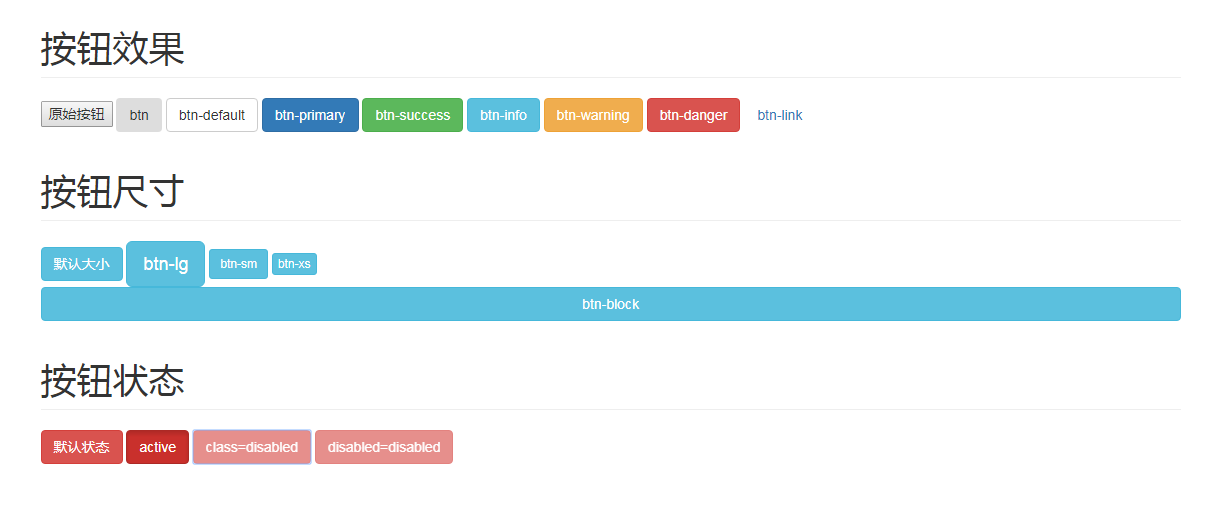 按钮效果
原始按钮 btn btn-default btn-primary btn-success btn-info btn-warning btn-danger btn-link
按钮尺寸
默认大小 btn-lg btn-sm btn-xs
btn-block
按钮状态
默认状态 active class=disabled disabled=disabled